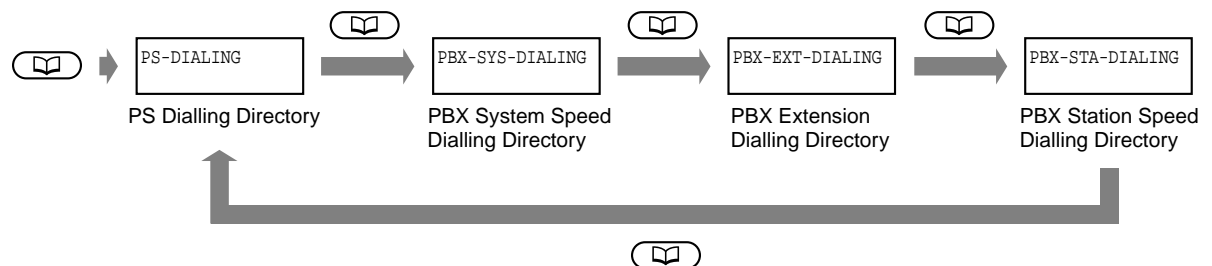 PS-DIALING
PBX-SYS-DIALING
PBX-EXT-DIALING
PBX-STA-DIALING
PS Dialling Directory
PBX System Speed
Dialling Directory
PBX Extension
Dialling Directory
PBX Station Speed
Dialling Directory